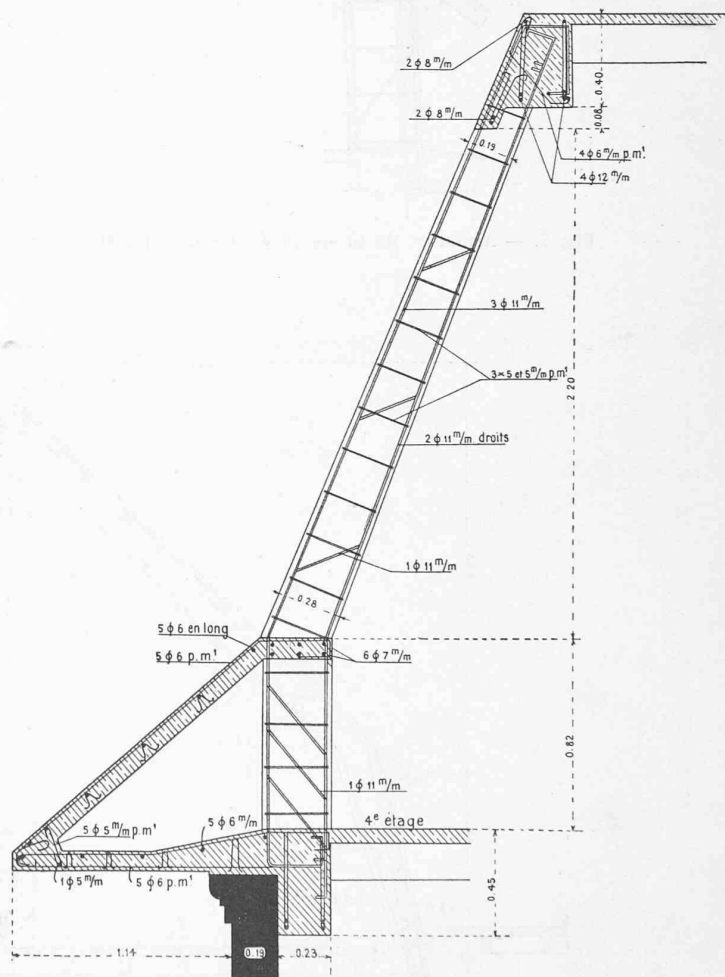 2 ϕ 8 m/m
0.40
2 ϕ 8 m/m
0.08
0.19
4 ϕ 6 m/m p.m¹.
4 ϕ 12 m/m
3 ϕ 11 m/m
3 × 5 et 5 m/m p.m¹
2.20
2 ϕ 11 m/m droits
1 ϕ 11 m/m
0.28
5 ϕ 6 en long
5 ϕ 6 p.m¹
6 ϕ 7 m/m
0.82
1 ϕ 11 m/m
4e étage
5 ϕ 5 m/m p.m¹
5 ϕ 6 m/m
1 ϕ 5 m/m
5 ϕ 6 p.m¹
0.45
1.14
0.19
0.23